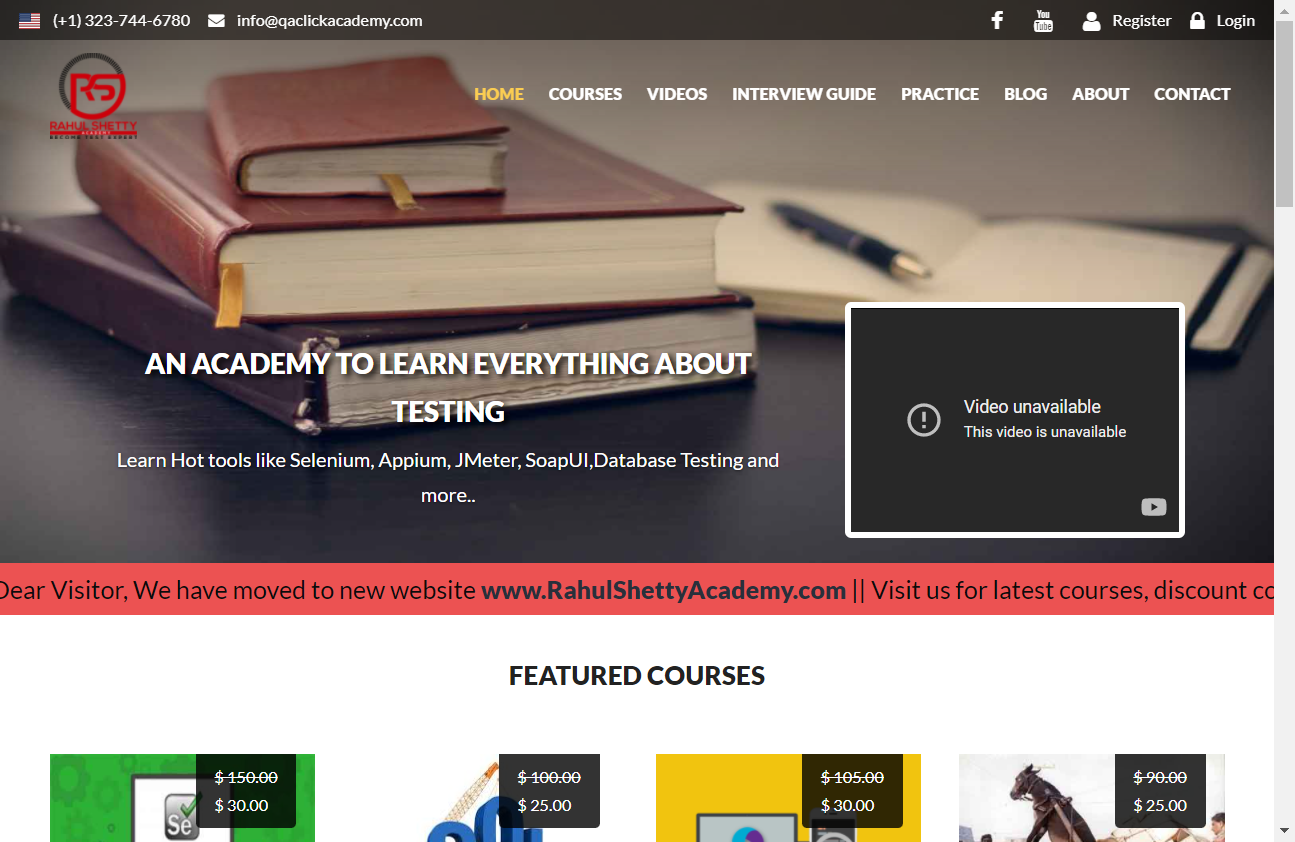 (+1) 323-744-6780 info@qaclickacademy.com Register Login
You
Tube
RS
RAHUL SHETTY
ACADEMY
HOME COURSES VIDEOS INTERVIEW GUIDE PRACTICE BLOG ABOUT CONTACT
AN ACADEMY TO LEARN EVERYTHING ABOUT
TESTING
Learn Hot tools like Selenium, Appium, JMeter, SoapUI,Database Testing and
more..
Video unavailable
This video is unavailable
Dear Visitor, We have moved to new website www.RahulShettyAcademy.com || Visit us for latest courses, discount co
FEATURED COURSES
$ 150.00 $ 100.00 $ 105.00 $ 90.00
$ 30.00 $ 25.00 $ 30.00 $ 25.00
Se